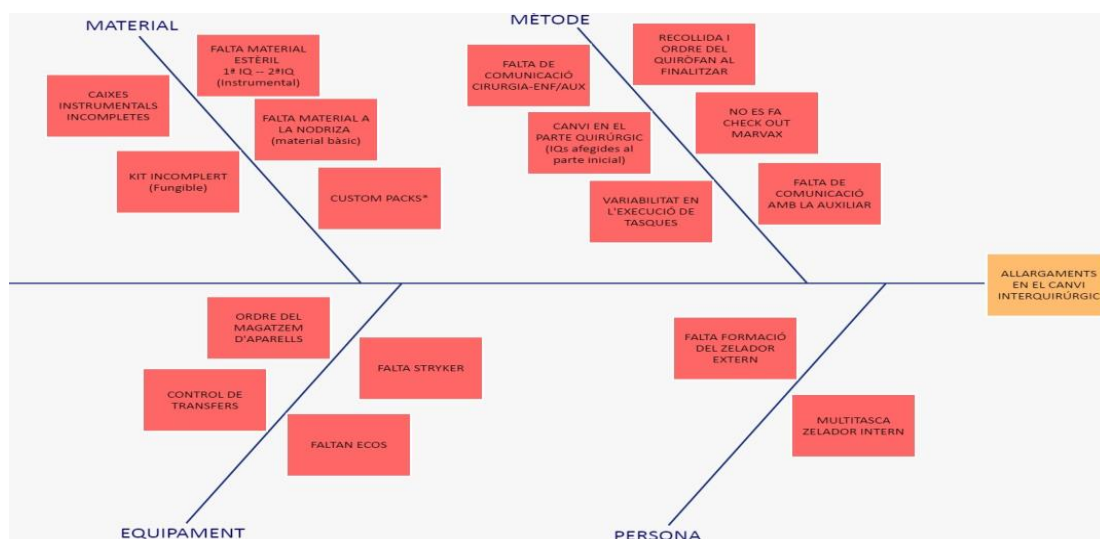 MATERIAL
FALTA MATERIAL
ESTÈRIL
1ª IQ -- 2ªIQ
(Instrumental)
CAIXES
INSTRUMENTALS
INCOMPLETES
FALTA MATERIAL A
LA NODRIZA
(material bàsic)
KIT INCOMPLERT
(Fungible)
CUSTOM PACKS*
MÈTODE
RECOLLIDA I
ORDRE DEL
QUIRÒFAN AL
FINALITZAR
FALTA DE
COMUNICACIÓ
CIRURGIA-ENF/AUX
NO ES FA
CHECK OUT
MARVAX
CANVI EN EL
PARTE QUIRÚRGIC
(IQs afegides al
parte inicial)
FALTA DE
COMUNICACIÓ
AMB LA AUXILIAR
VARIABILITAT EN
L'EXECUCIÓ DE
TASQUES
ALLARGAMENTS
EN EL CANVI
INTERQUIRÚRGIC
ORDRE DEL
MAGATZEM
D'APARELLS
FALTA STRYKER
CONTROL DE
TRANSFERS
FALTAN ECOS
EQUIPAMENT
FALTA FORMACIÓ
DEL ZELADOR
EXTERN
MULTITASCA
ZELADOR INTERN
PERSONA